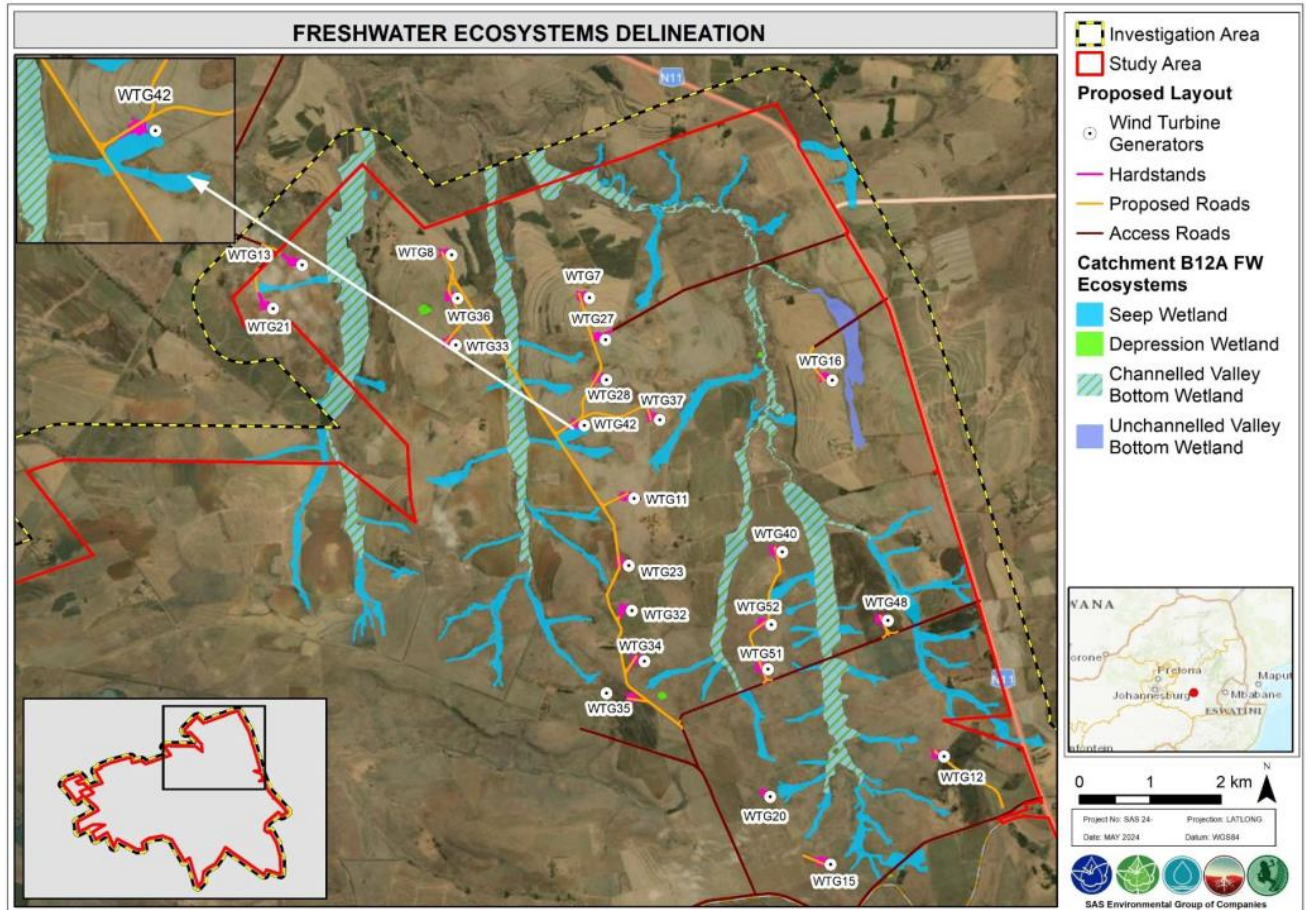 FRESHWATER ECOSYSTEMS DELINEATION
WTG42
N11
WTG13
WTG8
WTG7
WTG21
WTG36
WTG27
WTG33
WTG16
WTG28
WTG37
WTG42
WTG11
WTG40
WTG23
WTG32
WTG52
WTG48
WTG34
WTG51
WTG35
N11
WTG12
WTG20
WTG15
Investigation Area
Study Area
Proposed Layout
Wind Turbine
Generators
Hardstands
Proposed Roads
Access Roads
Catchment B12A FW
Ecosystems
Seep Wetland
Depression Wetland
Channelled Valley
Bottom Wetland
Unchannelled Valley
Bottom Wetland
WANA
orone
Pretoria
Johannesburg
Mbabane
Maput
ESWATINI
0 1 2 km
N
Project No: SAS 24-
Projection: LATLONG
Date: MAY 2024
Datum: WGS84
SAS Environmental Group of Companies